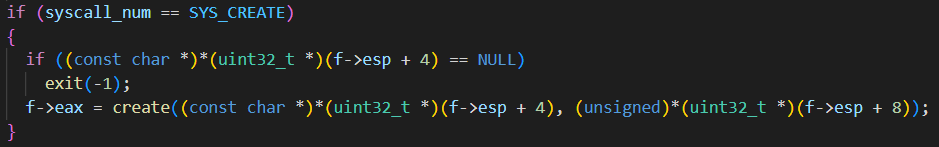 if (syscall_num == SYS_CREATE)
{
  if ((const char *)*(uint32_t *)(f->esp + 4) == NULL)
    exit(-1);
  f->eax = create((const char *)*(uint32_t *)(f->esp + 4), (unsigned)*(uint32_t *)(f->esp + 8));
}